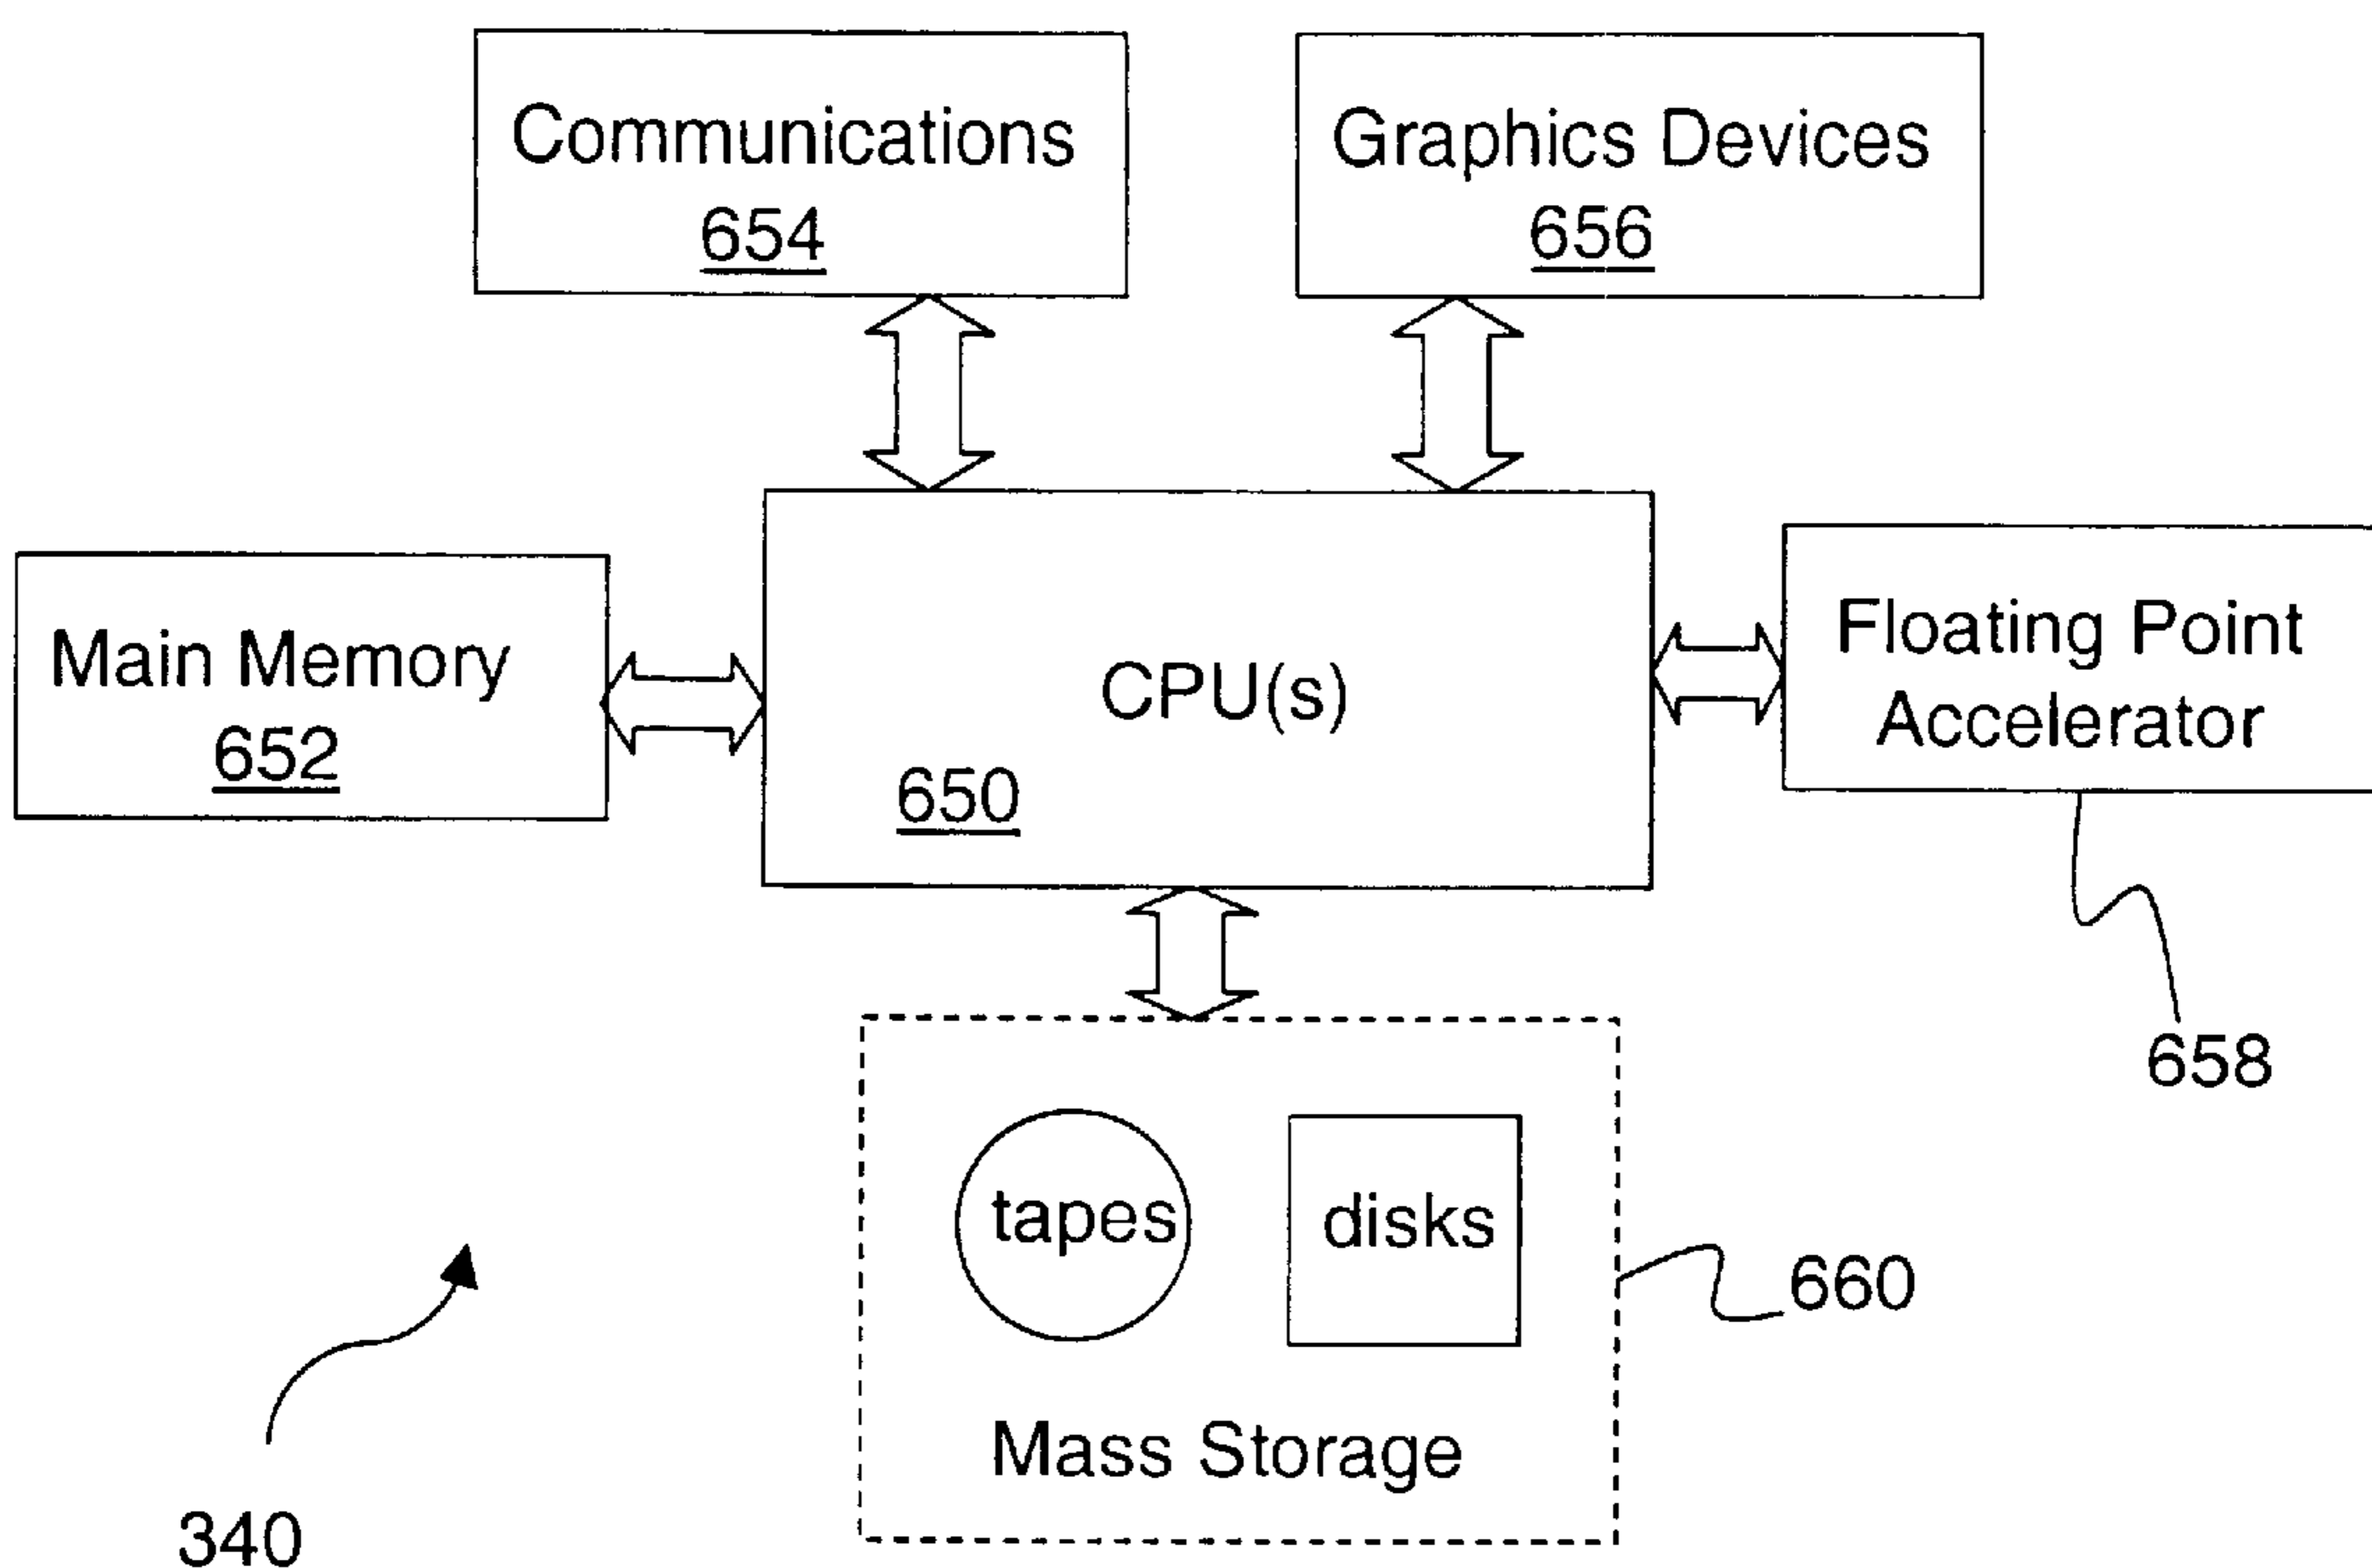 Communications
654
Graphics Devices
656
Main Memory
652
CPU(s)
650
Floating Point
Accelerator
658
tapes
disks
660
Mass Storage
340